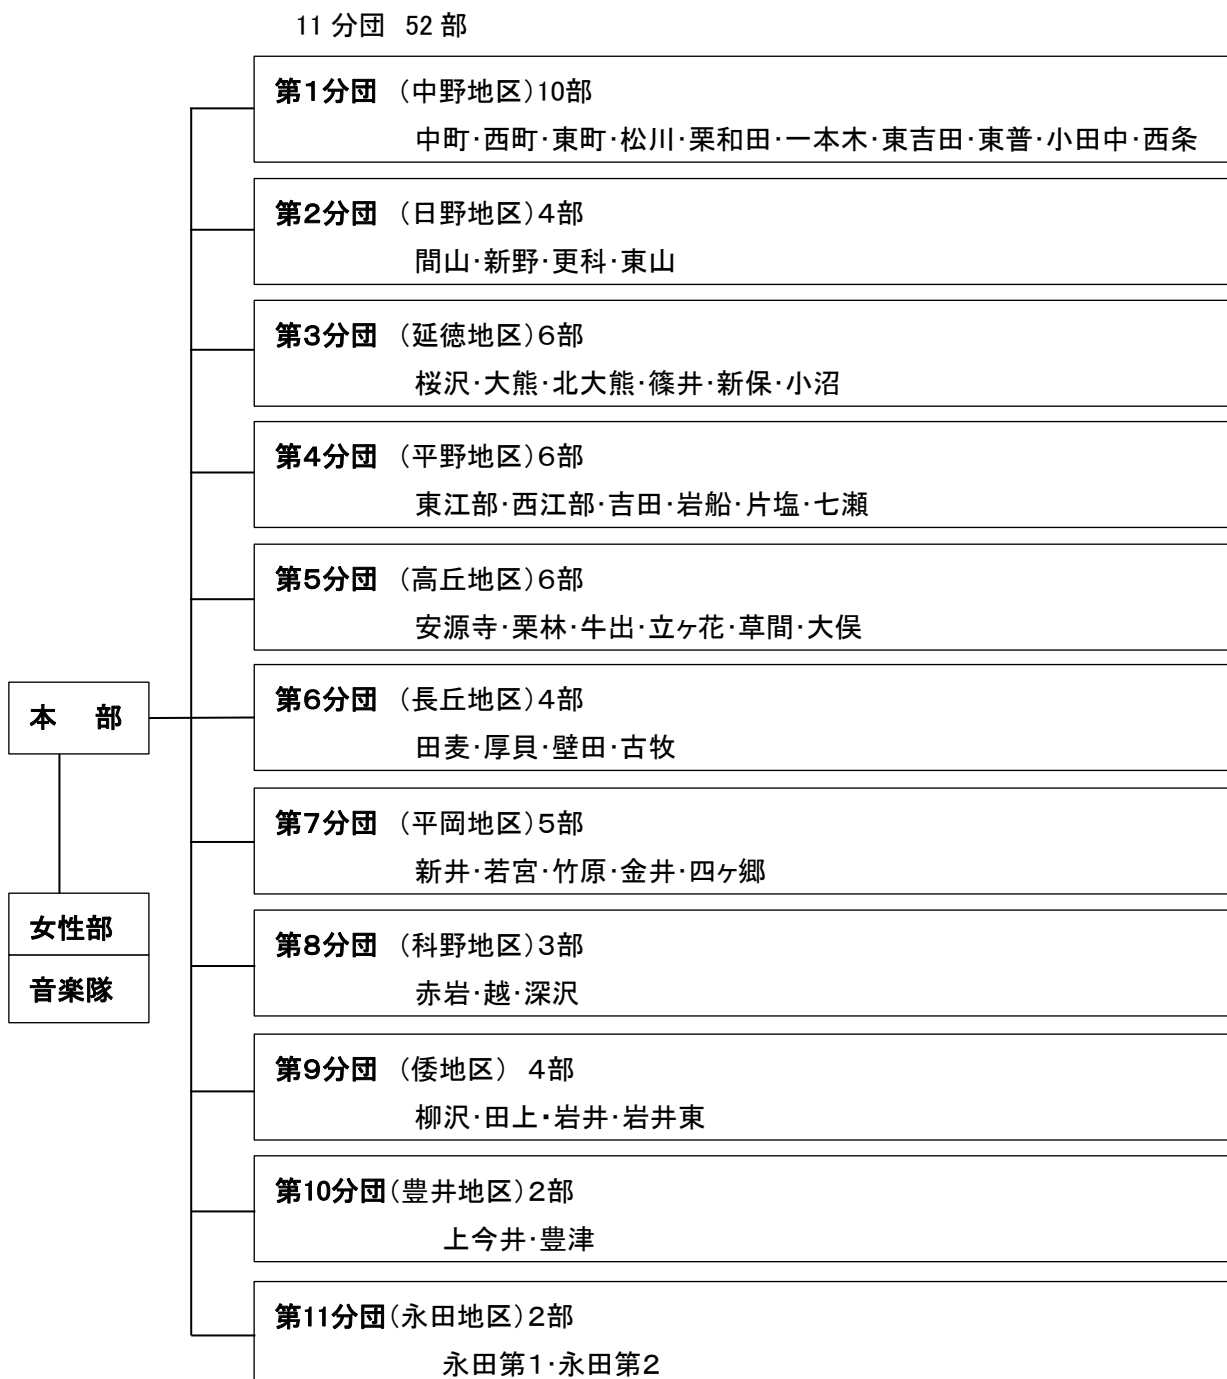 11分団 52部
第1分団 （中野地区）10部
中町･西町･東町･松川･栗和田･一本木･東吉田･東普･小田中･西条
第2分団 （日野地区）4部
間山･新野･更科･東山
第3分団 （延徳地区）6部
桜沢･大熊･北大熊･篠井･新保･小沼
第4分団 （平野地区）6部
東江部･西江部･吉田･岩船･片塩･七瀬
第5分団 （高丘地区）6部
安源寺･栗林･牛出･立ヶ花･草間･大俣
第6分団 （長丘地区）4部
田麦･厚貝･壁田･古牧
第7分団 （平岡地区）5部
新井･若宮･竹原･金井･四ヶ郷
第8分団 （科野地区）3部
赤岩･越･深沢
第9分団 （倭地区） 4部
柳沢･田上･岩井･岩井東
第10分団（豊井地区）2部
上今井･豊津
第11分団（永田地区）2部
永田第1･永田第2
本 部
女性部
音楽隊